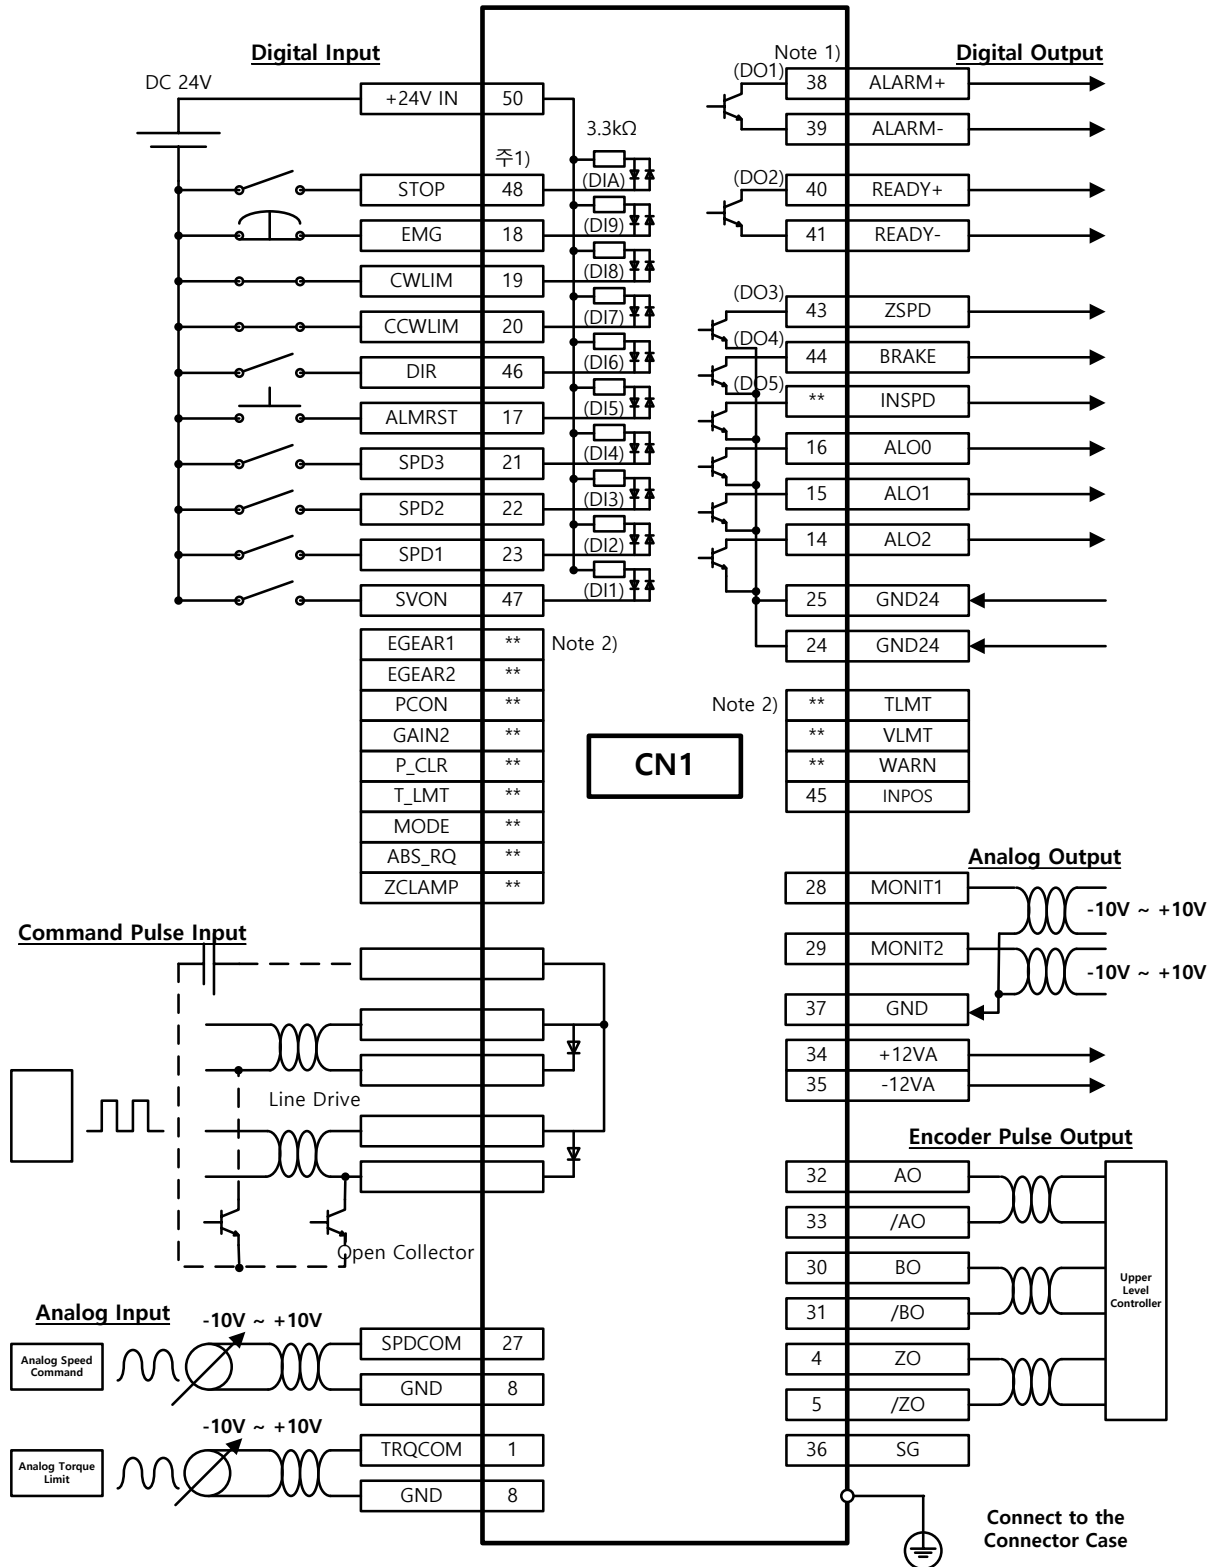 Digital Input
DC 24V
+24V IN 50
3.3kΩ
주1)
STOP 48 (DIA)
EMG 18 (DI9)
CWLIM 19 (DI8)
CCWLIM 20 (DI7)
DIR 46 (DI6)
ALMRST 17 (DI5)
SPD3 21 (DI4)
SPD2 22 (DI3)
SPD1 23 (DI2)
SVON 47 (DI1)
EGEAR1 ** Note 2)
EGEAR2 **
PCON **
GAIN2 **
P_CLR **
T_LMT **
MODE **
ABS_RQ **
ZCLAMP **
CN1
Note 1)
Digital Output
(DO1) 38 ALARM+
39 ALARM-
(DO2) 40 READY+
41 READY-
(DO3) 43 ZSPD
(DO4) 44 BRAKE
(DO5) ** INSPD
16 ALO0
15 ALO1
14 ALO2
25 GND24
24 GND24
Note 2) ** TLMT
** VLMT
** WARN
45 INPOS
Analog Output
28 MONIT1 -10V ~ +10V
29 MONIT2 -10V ~ +10V
37 GND
34 +12VA
35 -12VA
Command Pulse Input
Line Drive
Open Collector
Encoder Pulse Output
32 AO
33 /AO
30 BO
31 /BO
4 ZO
5 /ZO
36 SG
Upper
Level
Controller
Analog Input
-10V ~ +10V
Analog Speed
Command
SPDCOM 27
GND 8
-10V ~ +10V
Analog Torque
Limit
TRQCOM 1
GND 8
Connect to the
Connector Case